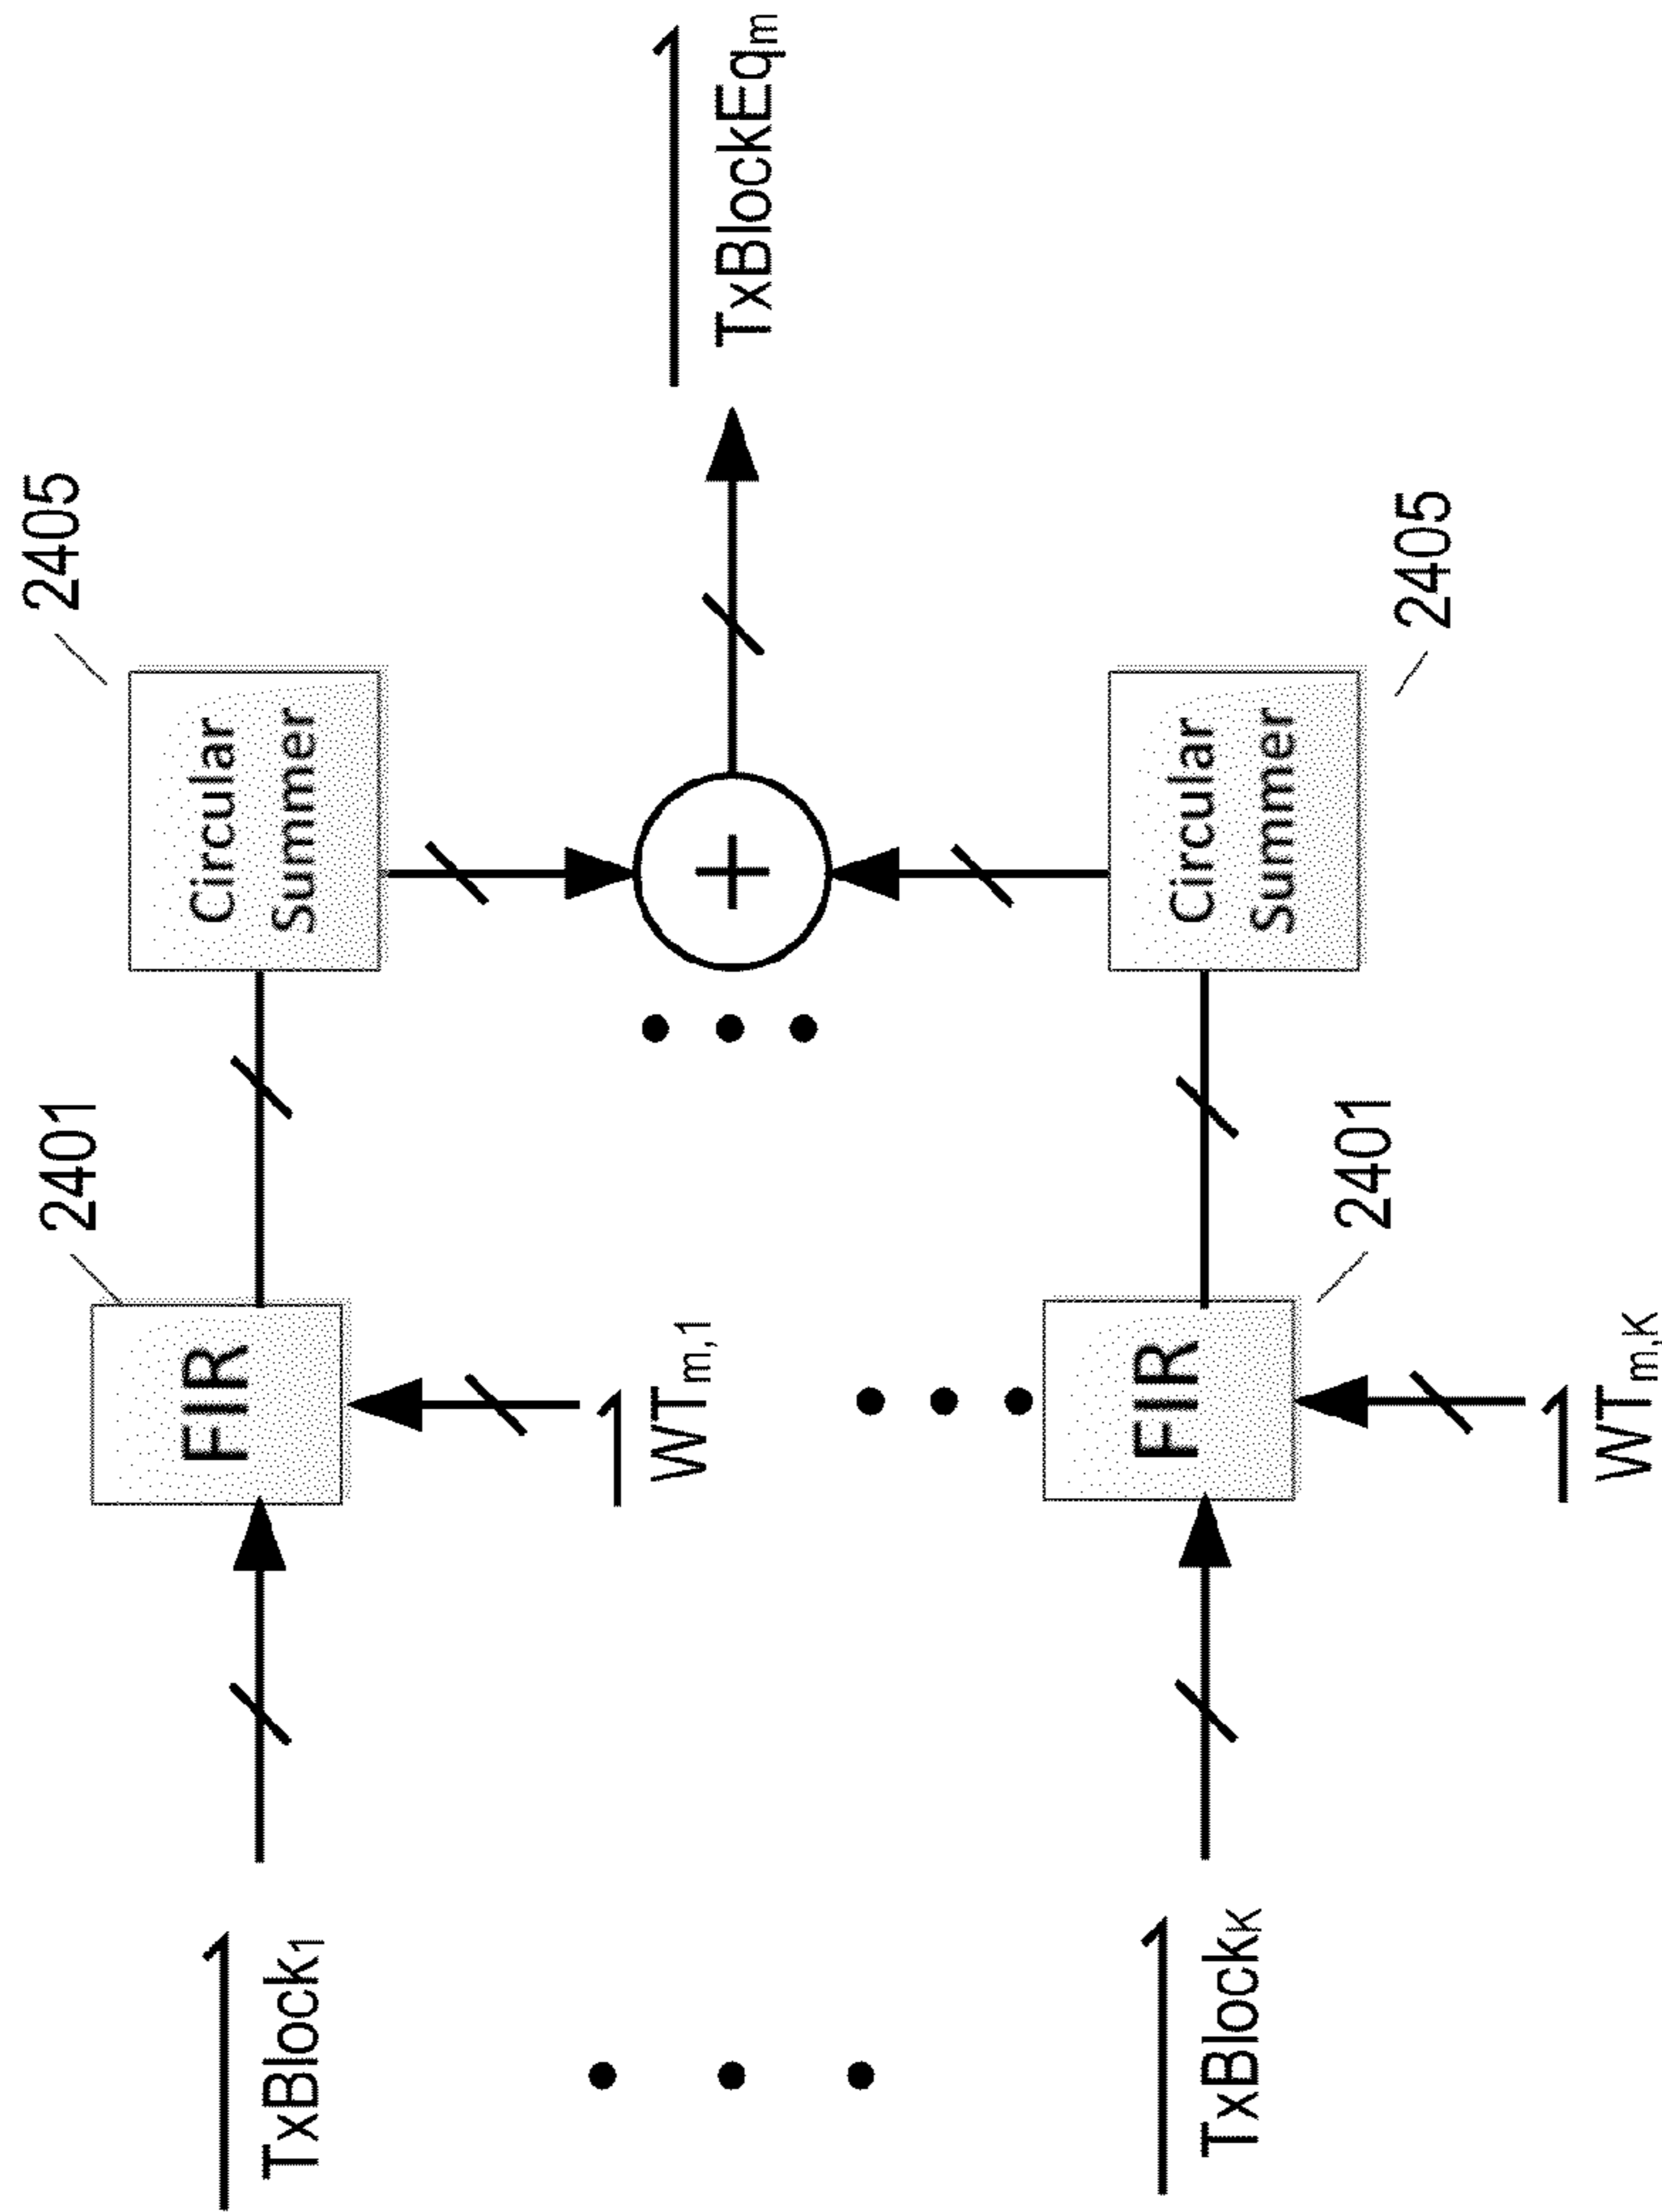 TxBlock₁
FIR
2401
WTm,1
Circular
Summer
2405
+
TxBlockEqm
TxBlockK
FIR
2401
WTm,K
Circular
Summer
2405